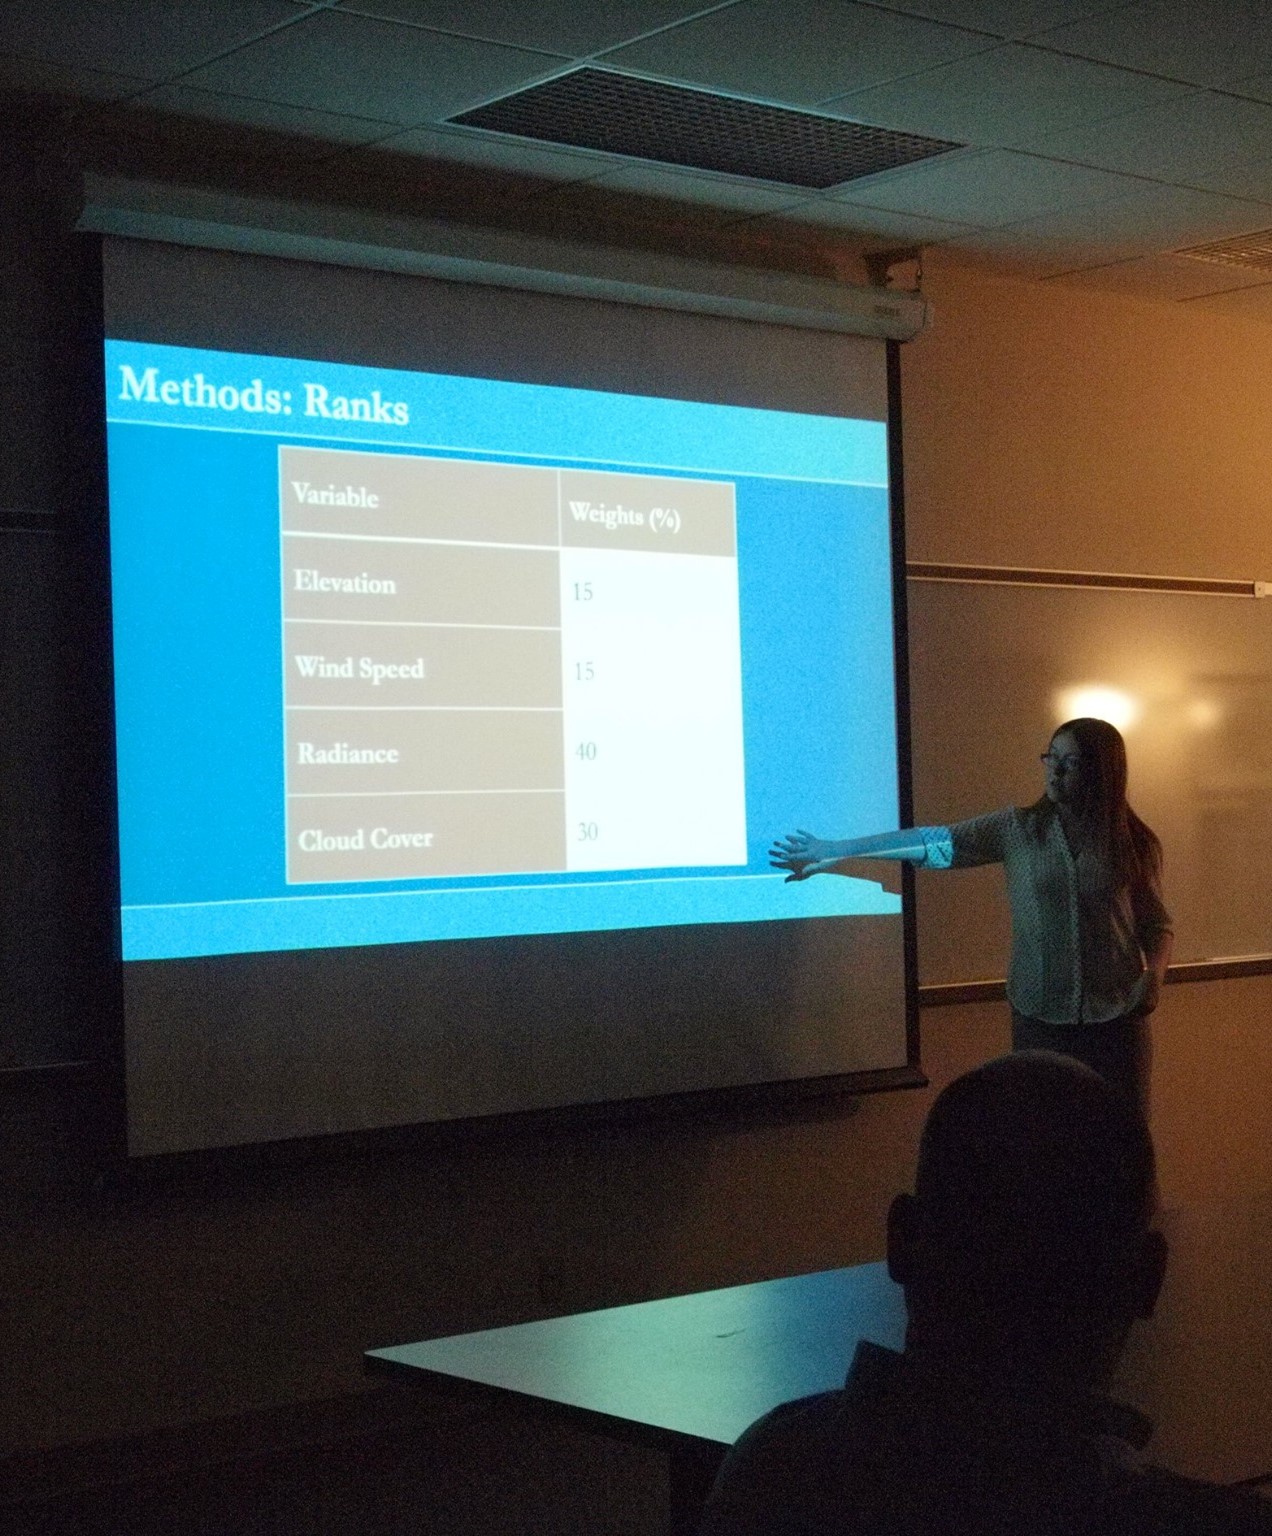 Methods: Ranks
Variable Weights (%)
Elevation 15
Wind Speed 15
Radiance 40
Cloud Cover 30